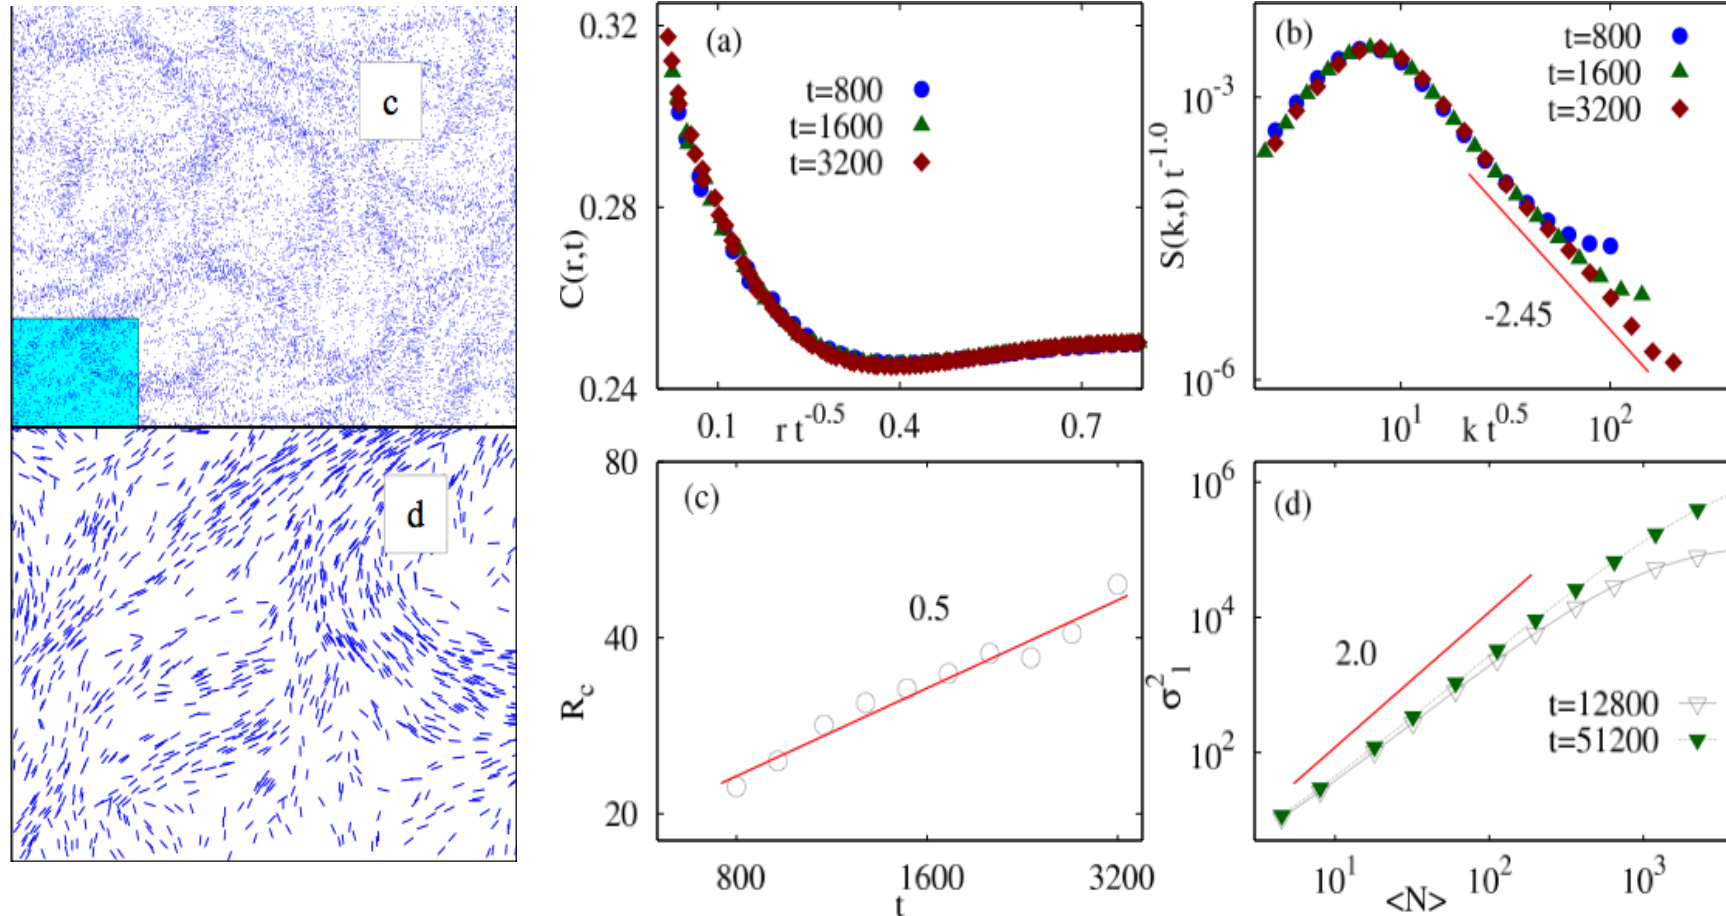 c
d
(a)
t=800
t=1600
t=3200
C(r,t)
0.32
0.28
0.24
0.1
0.4
0.7
r t^-0.5
(b)
t=800
t=1600
t=3200
S(k,t) t^-1.0
10^-3
10^-6
-2.45
10^1
10^2
k t^0.5
(c)
0.5
R_c
80
40
20
800
1600
3200
t
(d)
2.0
t=12800
t=51200
σ_1^2
10^6
10^4
10^2
10^1
10^2
10^3
<N>